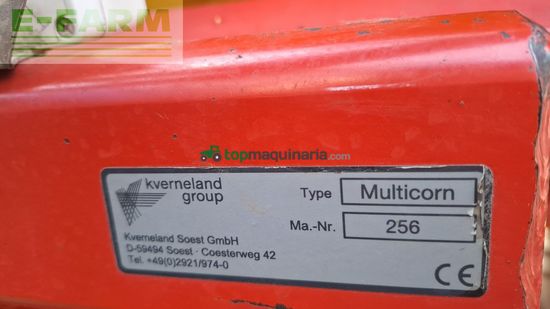 E-FARM
topmaquinaria.com
kverneland
group
Type Multicorn
Ma.-Nr. 256
Kverneland Soest GmbH
D-59494 Soest · Coesterweg 42
Tel. +49(0)2921/974-0
CE